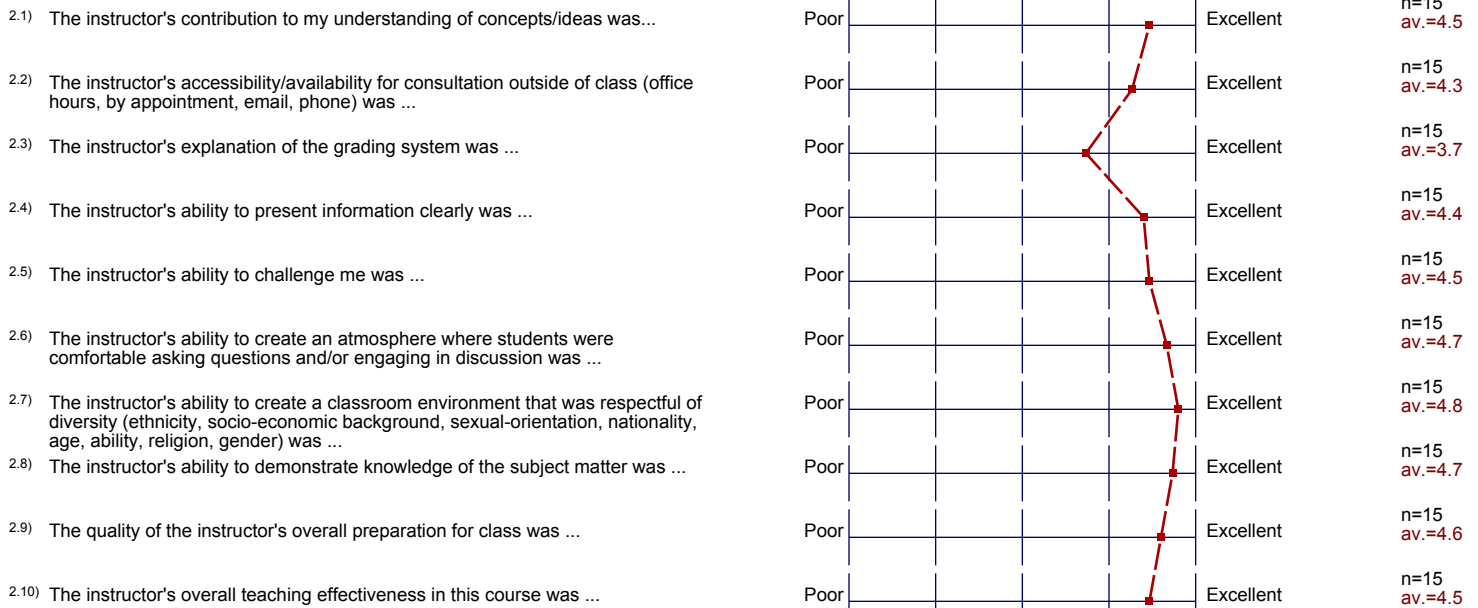 n=15
2.1) The instructor's contribution to my understanding of concepts/ideas was... Poor Excellent av.=4.5
2.2) The instructor's accessibility/availability for consultation outside of class (office Poor Excellent n=15
hours, by appointment, email, phone) was ... av.=4.3
2.3) The instructor's explanation of the grading system was ... Poor Excellent n=15
av.=3.7
2.4) The instructor's ability to present information clearly was ... Poor Excellent n=15
av.=4.4
2.5) The instructor's ability to challenge me was ... Poor Excellent n=15
av.=4.5
2.6) The instructor's ability to create an atmosphere where students were Poor Excellent n=15
comfortable asking questions and/or engaging in discussion was ... av.=4.7
2.7) The instructor's ability to create a classroom environment that was respectful of Poor Excellent n=15
diversity (ethnicity, socio-economic background, sexual-orientation, nationality, av.=4.8
age, ability, religion, gender) was ...
2.8) The instructor's ability to demonstrate knowledge of the subject matter was ... Poor Excellent n=15
av.=4.7
2.9) The quality of the instructor's overall preparation for class was ... Poor Excellent n=15
av.=4.6
2.10) The instructor's overall teaching effectiveness in this course was ... Poor Excellent n=15
av.=4.5